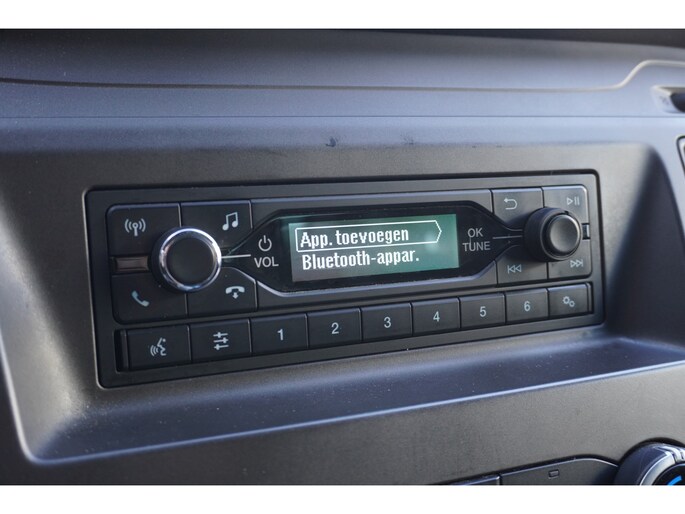 VOL
App. toevoegen
Bluetooth-appar.
OK
TUNE
1 2 3 4 5 6